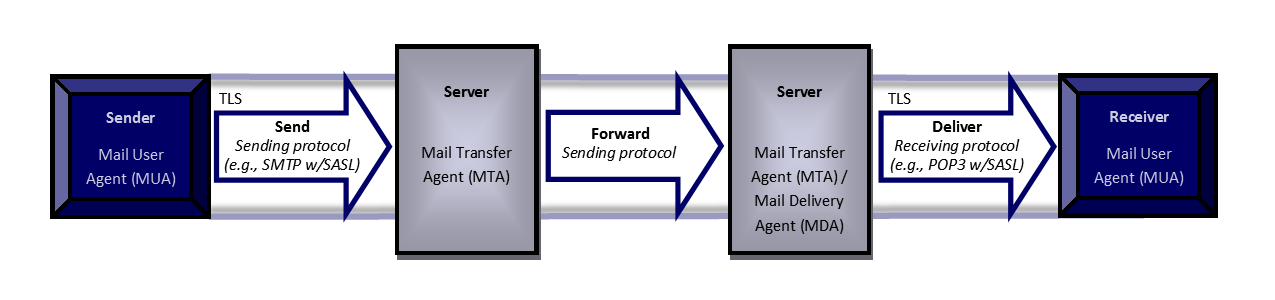 Sender
Mail User
Agent (MUA)
TLS
Send
Sending protocol
(e.g., SMTP w/SASL)
Server
Mail Transfer
Agent (MTA)
Forward
Sending protocol
Server
Mail Transfer
Agent (MTA) /
Mail Delivery
Agent (MDA)
TLS
Deliver
Receiving protocol
(e.g., POP3 w/SASL)
Receiver
Mail User
Agent (MUA)